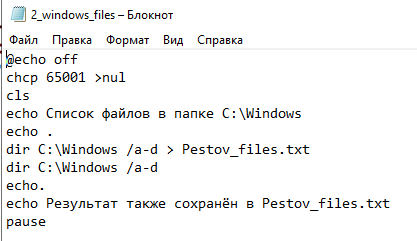 2_windows_files – Блокнот
Файл Правка Формат Вид Справка
@echo off
chcp 65001 >nul
cls
echo Список файлов в папке C:\Windows
echo .
dir C:\Windows /a-d > Pestov_files.txt
dir C:\Windows /a-d
echo.
echo Результат также сохранён в Pestov_files.txt
pause